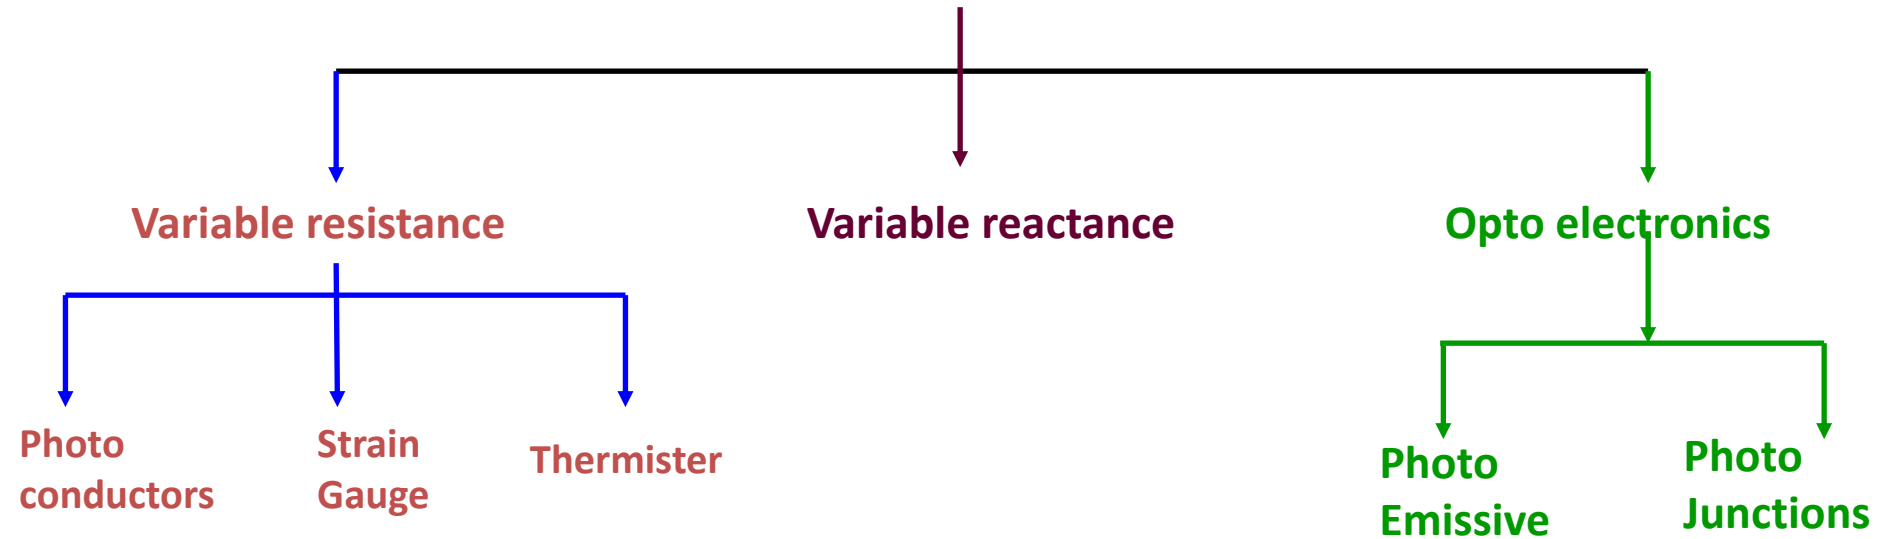 Variable resistance
Variable reactance
Opto electronics
Photo
conductors
Strain
Gauge
Thermister
Photo
Emissive
Photo
Junctions